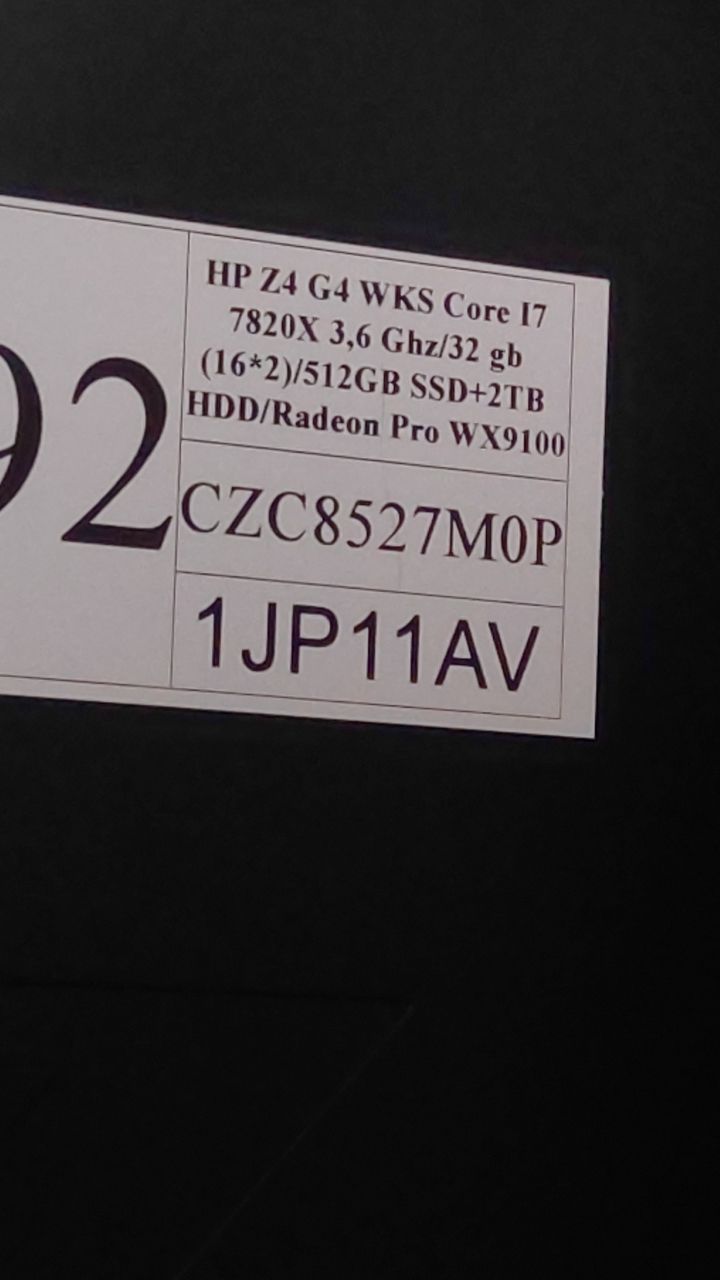 HP Z4 G4 WKS Core I7
7820X 3,6 Ghz/32 gb
(16*2)/512GB SSD+2TB
HDD/Radeon Pro WX9100
92
CZC8527M0P
1JP11AV